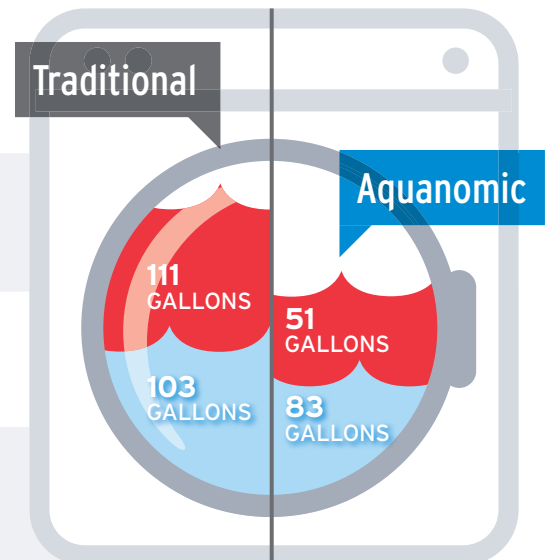 Traditional
Aquanomic
111
GALLONS
103
GALLONS
51
GALLONS
83
GALLONS